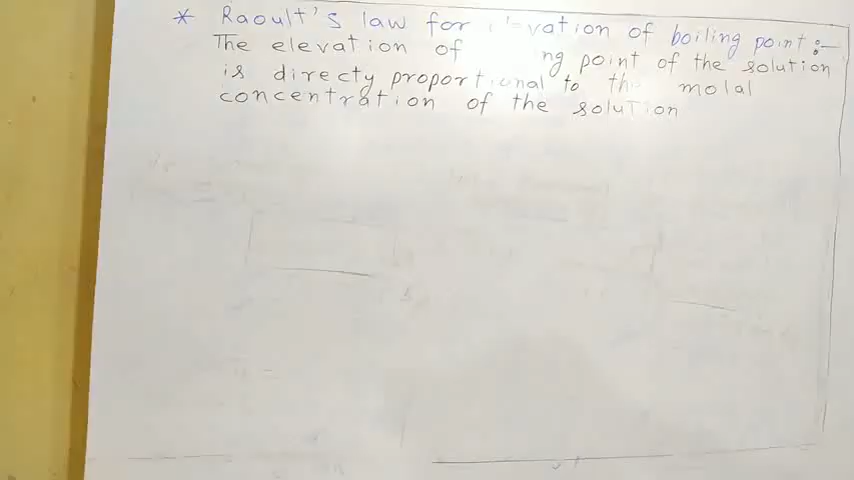 * Raoult's law for vation of boiling point :-
The elevation of ng point of the solution
is directy proportional to th molal
concentration of the solution